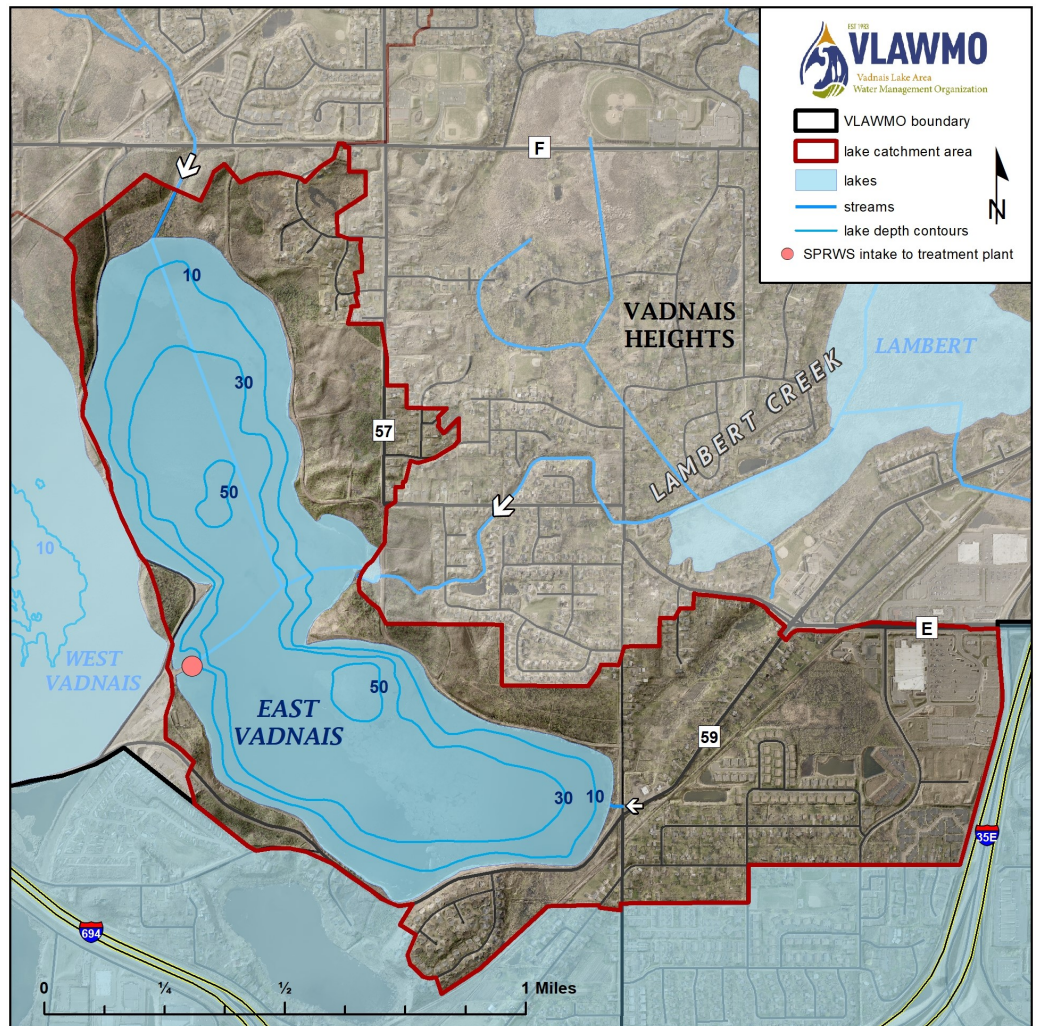 EST 1983
VLAWMO
Vadnais Lake Area
Water Management Organization
VLAWMO boundary
lake catchment area
lakes
streams
lake depth contours
SPRWS intake to treatment plant
N
F
10
VADNAIS
HEIGHTS
LAMBERT
30
LAMBERT CREEK
57
50
10
E
WEST
VADNAIS
50
EAST
VADNAIS
59
30
10
35E
694
0
¼
½
1 Miles